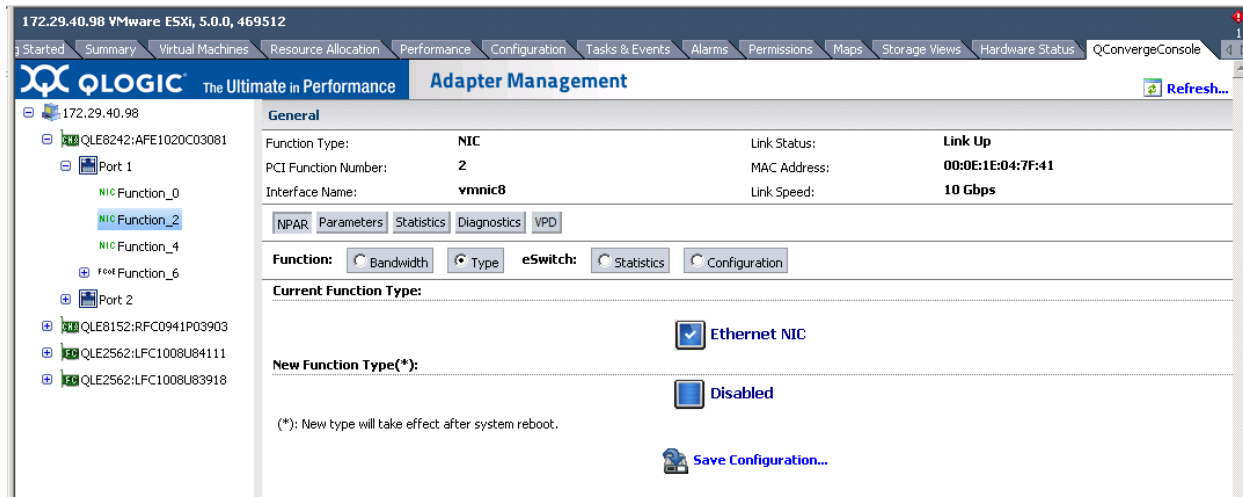 172.29.40.98 VMware ESXi, 5.0.0, 469512
g Started Summary Virtual Machines Resource Allocation Performance Configuration Tasks & Events Alarms Permissions Maps Storage Views Hardware Status QConvergeConsole
QLOGIC The Ultimate in Performance Adapter Management
Refresh...
172.29.40.98
QLE8242:AFE1020C03081
Port 1
NIC Function_0
NIC Function_2
NIC Function_4
FCoE Function_6
Port 2
QLE8152:RFC0941P03903
FC QLE2562:LFC1008U84111
FC QLE2562:LFC1008U83918
General
Function Type: NIC Link Status: Link Up
PCI Function Number: 2 MAC Address: 00:0E:1E:04:7F:41
Interface Name: vmnic8 Link Speed: 10 Gbps
NPAR Parameters Statistics Diagnostics VPD
Function: Bandwidth Type eSwitch: Statistics Configuration
Current Function Type:
Ethernet NIC
New Function Type(*):
Disabled
(*): New type will take effect after system reboot.
Save Configuration...